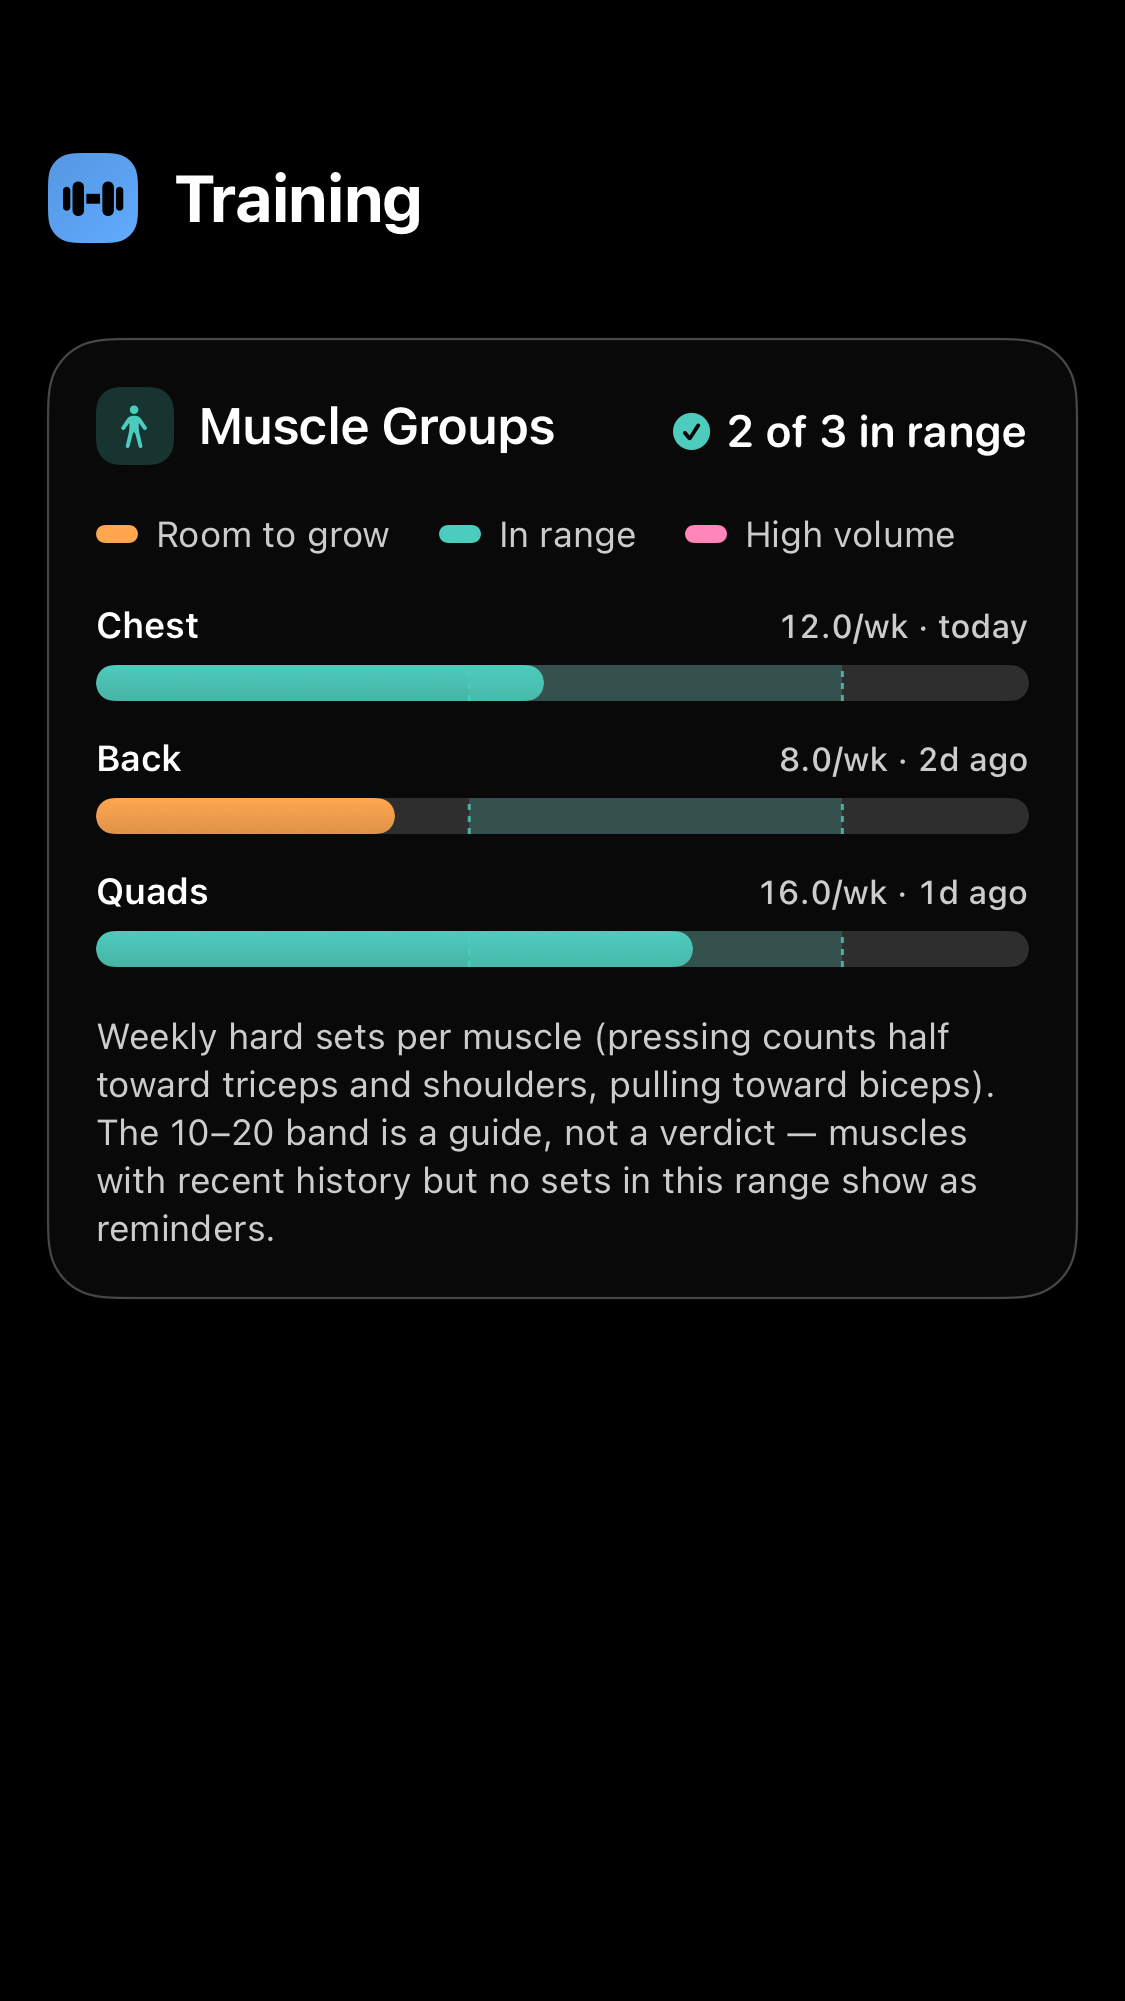 Training
Muscle Groups
2 of 3 in range
Room to grow
In range
High volume
Chest
12.0/wk · today
Back
8.0/wk · 2d ago
Quads
16.0/wk · 1d ago
Weekly hard sets per muscle (pressing counts half
toward triceps and shoulders, pulling toward biceps).
The 10–20 band is a guide, not a verdict — muscles
with recent history but no sets in this range show as
reminders.